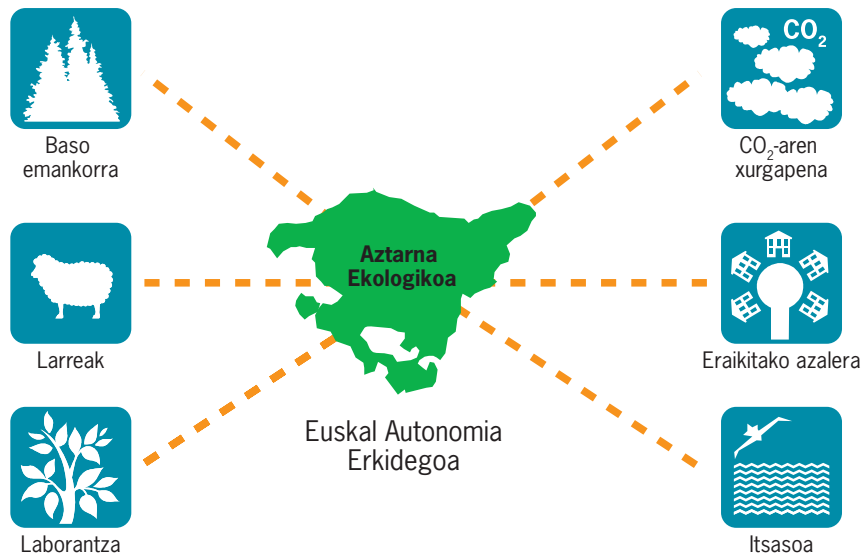 Baso
emankorra
Larreak
Laborantza
Aztarna
Ekologikoa
Euskal Autonomia
Erkidegoa
CO₂
CO₂-aren
xurgapena
Eraikitako azalera
Itsasoa